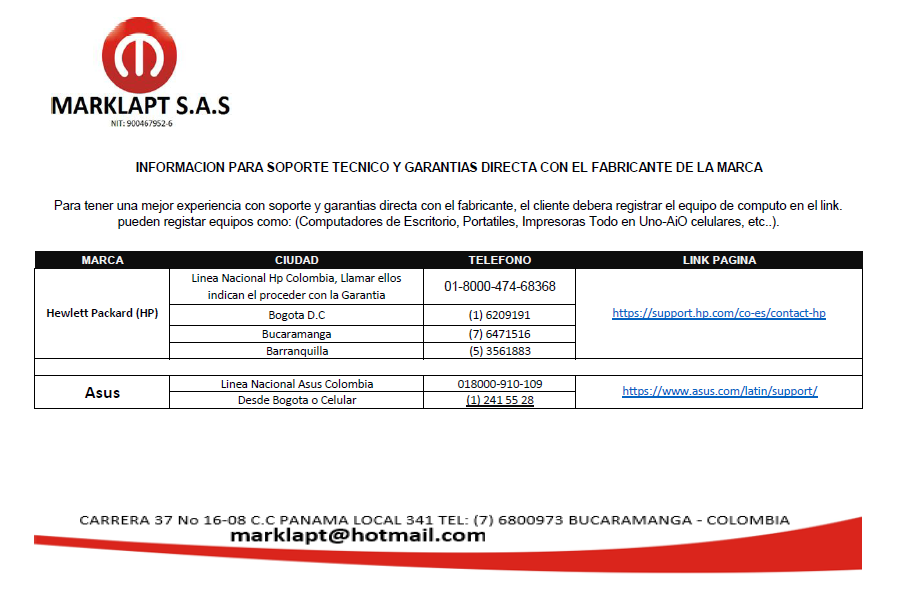 MARKLAPT S.A.S
NIT: 900467952-6
INFORMACION PARA SOPORTE TECNICO Y GARANTIAS DIRECTA CON EL FABRICANTE DE LA MARCA
Para tener una mejor experiencia con soporte y garantias directa con el fabricante, el cliente debera registrar el equipo de computo en el link.
pueden registar equipos como: (Computadores de Escritorio, Portatiles, Impresoras Todo en Uno-AiO celulares, etc..).
MARCA CIUDAD TELEFONO LINK PAGINA
Hewlett Packard (HP)
Linea Nacional Hp Colombia, Llamar ellos
indican el proceder con la Garantia
01-8000-474-68368
Bogota D.C (1) 6209191
Bucaramanga (7) 6471516
Barranquilla (5) 3561883
https://support.hp.com/co-es/contact-hp
Asus
Linea Nacional Asus Colombia 018000-910-109
Desde Bogota o Celular (1) 241 55 28
https://www.asus.com/latin/support/
CARRERA 37 No 16-08 C.C PANAMA LOCAL 341 TEL: (7) 6800973 BUCARAMANGA - COLOMBIA
marklapt@hotmail.com